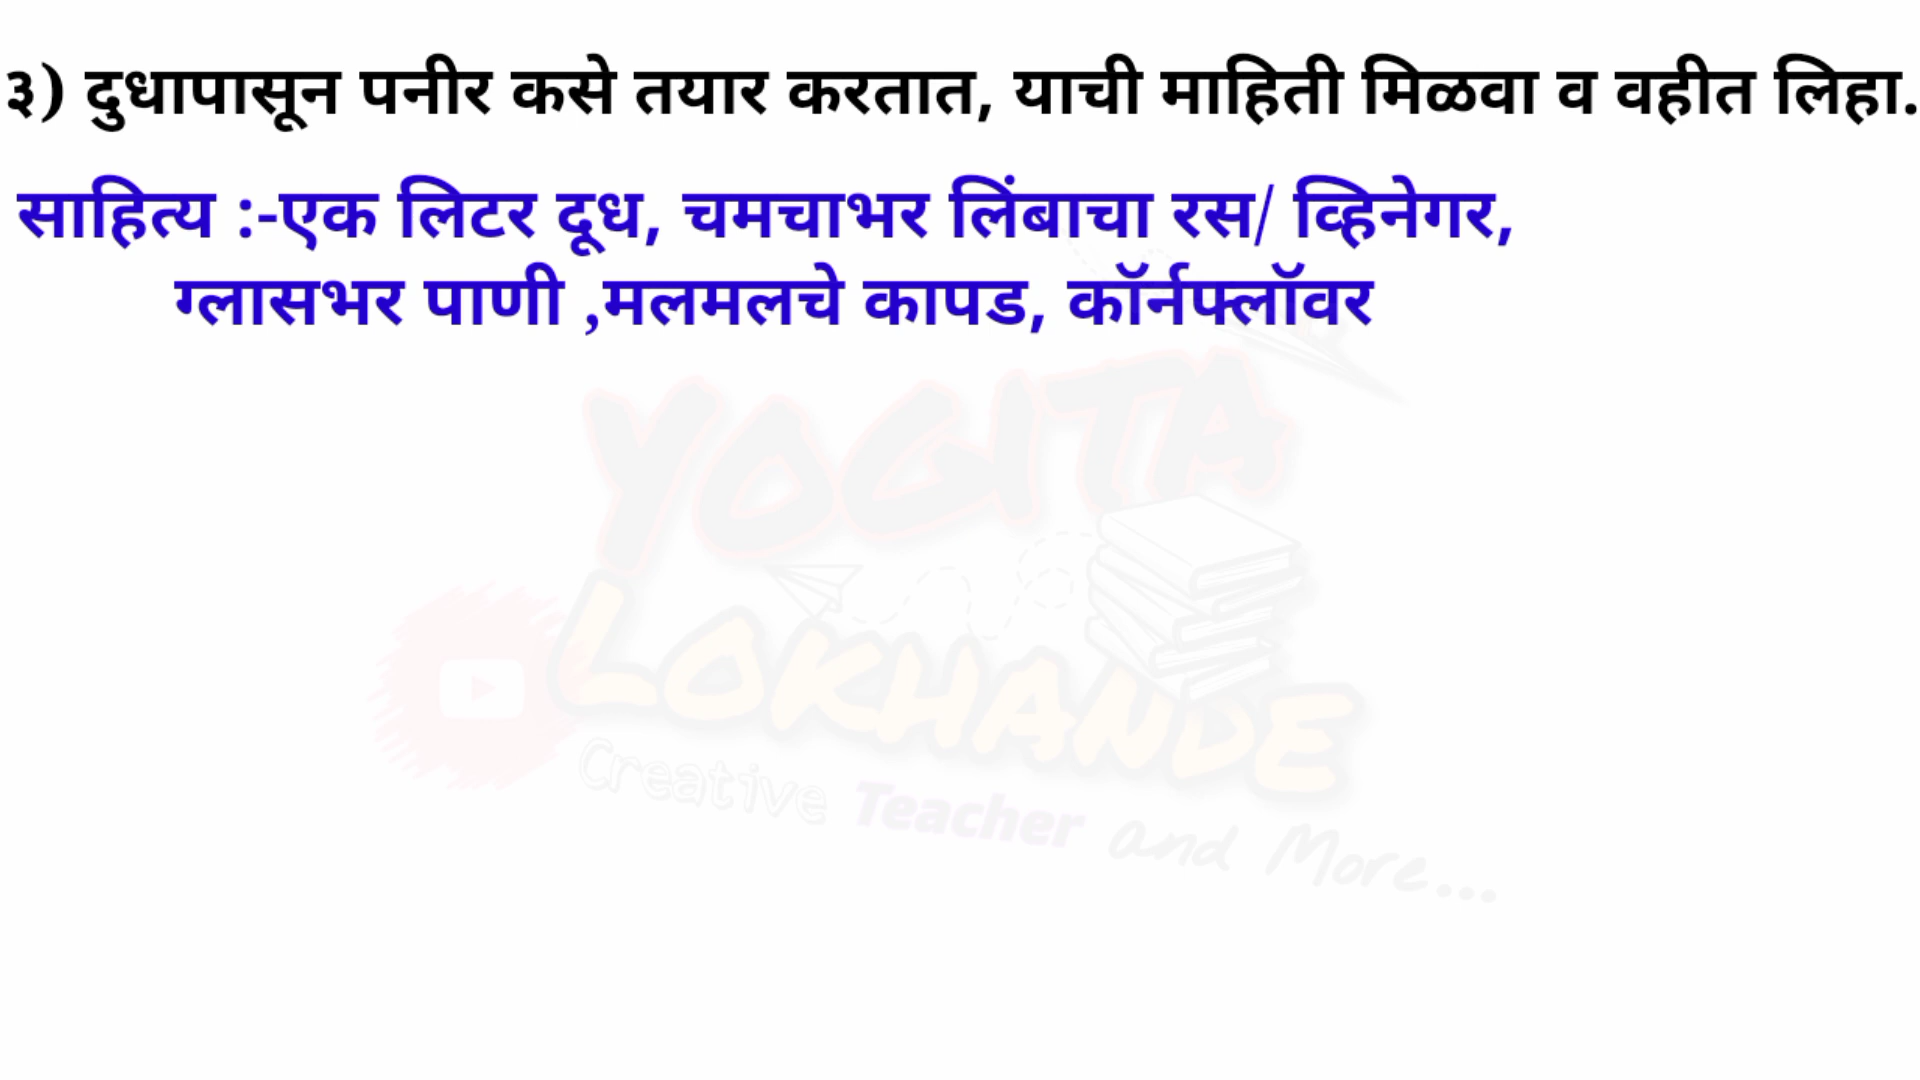 ३) दुधापासून पनीर कसे तयार करतात, याची माहिती मिळवा व वहीत लिहा.
साहित्य :-एक लिटर दूध, चमचाभर लिंबाचा रस/ व्हिनेगर,
ग्लासभर पाणी ,मलमलचे कापड, कॉर्नफ्लॉवर
YOGITA
LOKHANDE
Creative Teacher and More...